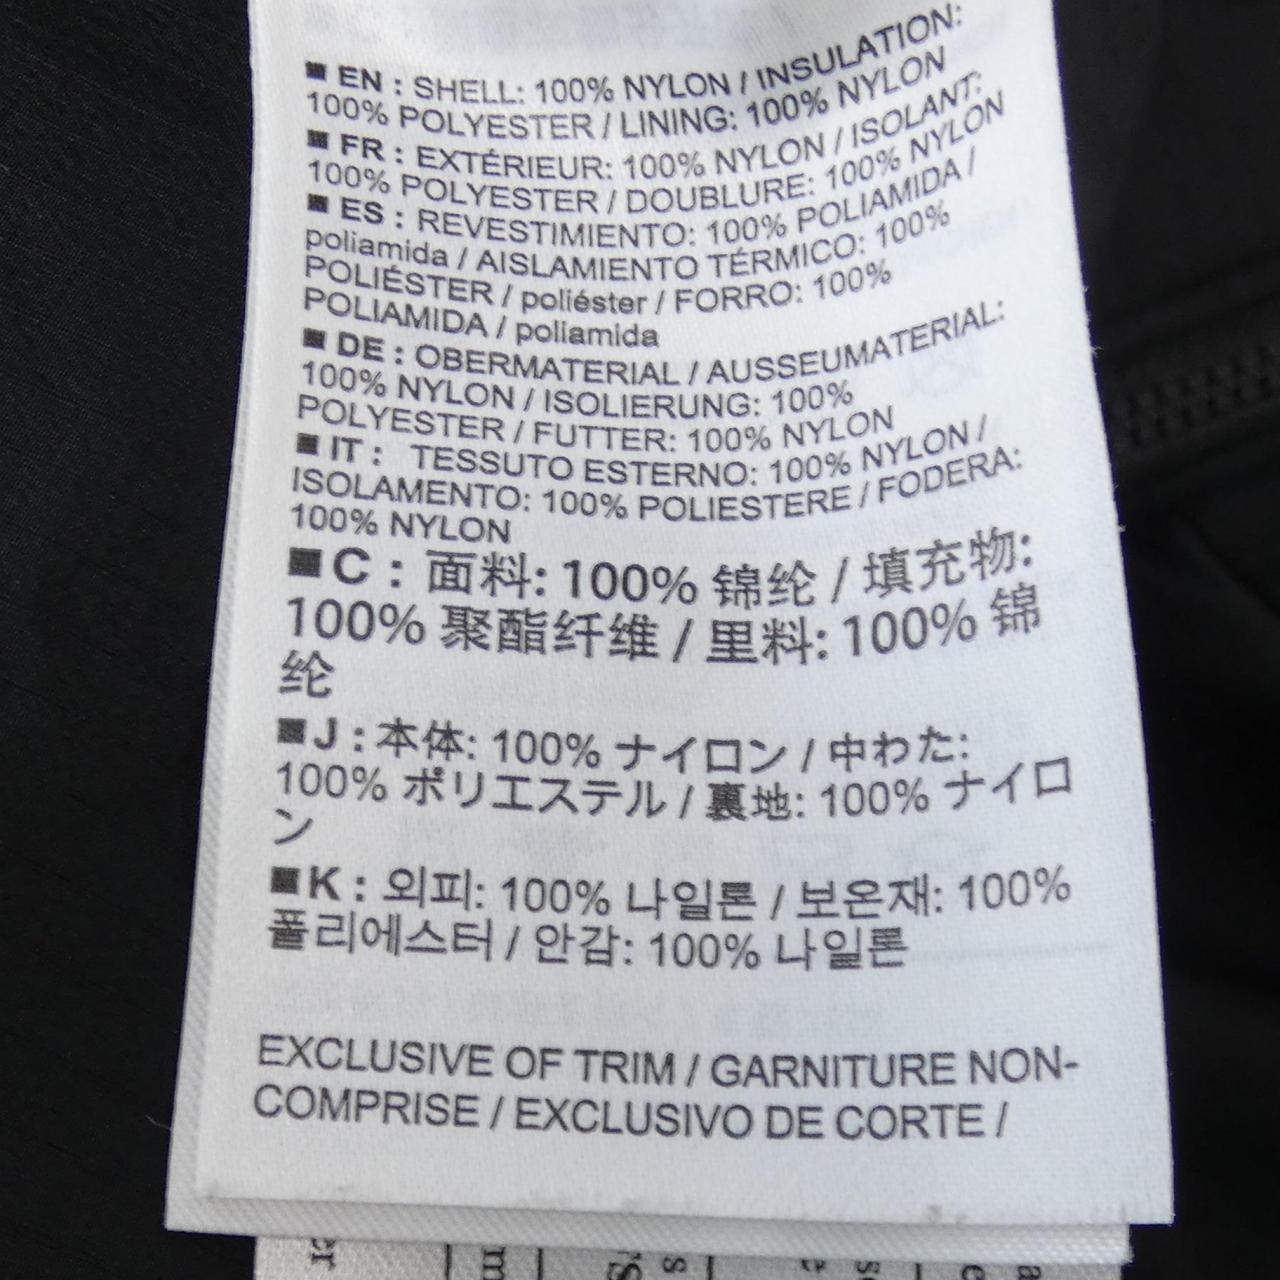 ■ EN : SHELL: 100% NYLON / INSULATION:
100% POLYESTER / LINING: 100% NYLON
■ FR : EXTÉRIEUR: 100% NYLON / ISOLANT:
100% POLYESTER / DOUBLURE: 100% NYLON
■ ES : REVESTIMIENTO: 100% POLIAMIDA /
poliamida / AISLAMIENTO TÉRMICO: 100%
POLIÉSTER / poliéster / FORRO: 100%
POLIAMIDA / poliamida
■ DE : OBERMATERIAL / AUSSEUMATERIAL:
100% NYLON / ISOLIERUNG: 100%
POLYESTER / FUTTER: 100% NYLON
■ IT : TESSUTO ESTERNO: 100% NYLON /
ISOLAMENTO: 100% POLIESTERE / FODERA:
100% NYLON
■ C : 面料: 100% 锦纶 / 填充物:
100% 聚酯纤维 / 里料: 100% 锦
纶
■ J : 本体: 100% ナイロン / 中わた:
100% ポリエステル / 裏地: 100% ナイロ
ン
■ K : 외피: 100% 나일론 / 보온재: 100%
폴리에스터 / 안감: 100% 나일론
EXCLUSIVE OF TRIM / GARNITURE NON-
COMPRISE / EXCLUSIVO DE CORTE /